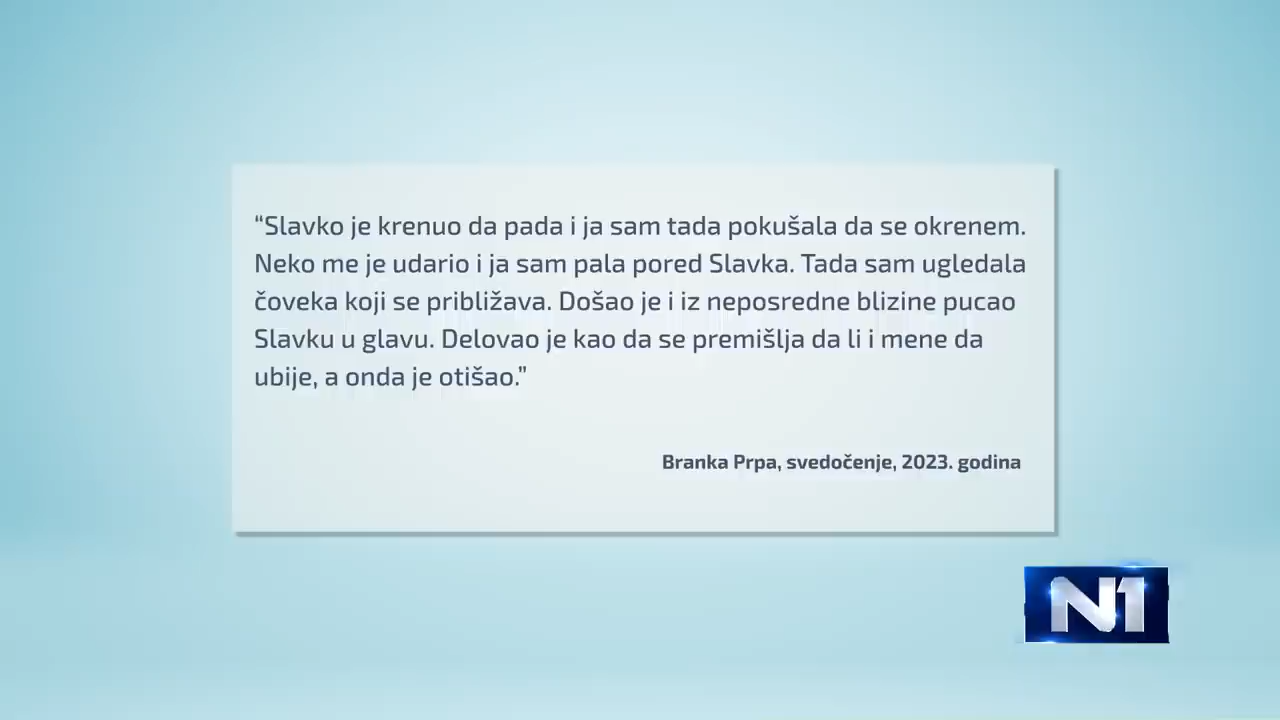 “Slavko je krenuo da pada i ja sam tada pokušala da se okrenem.
Neko me je udario i ja sam pala pored Slavka. Tada sam ugledala
čoveka koji se približava. Došao je i iz neposredne blizine pucao
Slavku u glavu. Delovao je kao da se premišlja da li i mene da
ubije, a onda je otišao.”
Branka Prpa, svedočenje, 2023. godina
N1